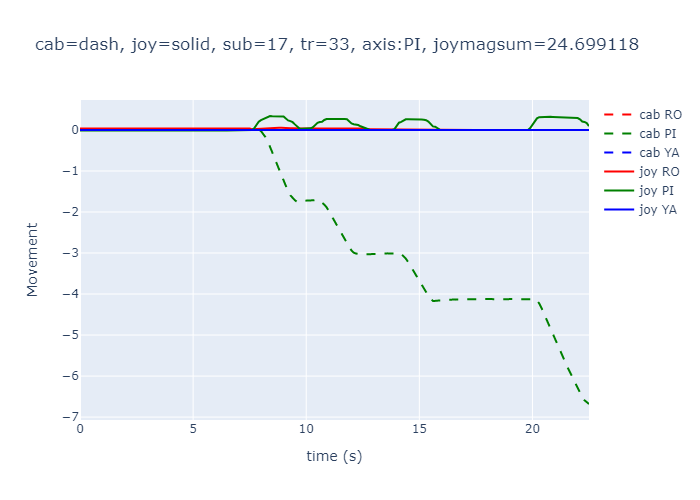 cab=dash, joy=solid, sub=17, tr=33, axis:PI, joymagsum=24.699118
cab RO
cab PI
cab YA
joy RO
joy PI
joy YA
0
−1
−2
−3
−4
−5
−6
−7
Movement
0 5 10 15 20
time (s)